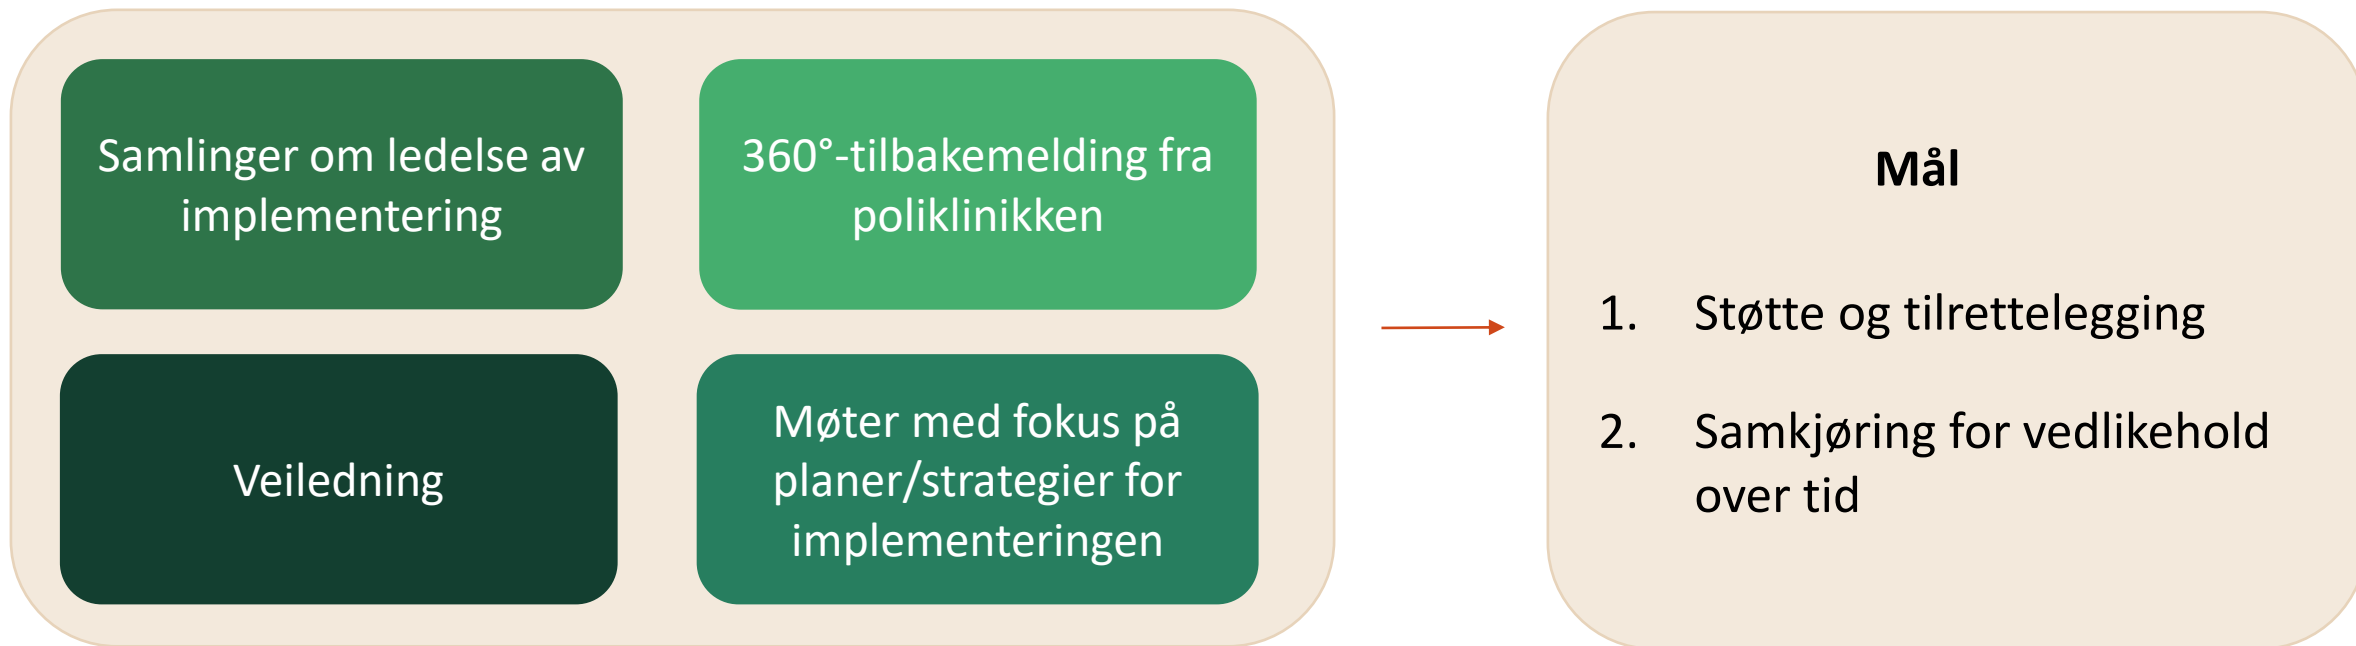 Samlinger om ledelse av
implementering
360°-tilbakemelding fra
poliklinikken
Veiledning
Møter med fokus på
planer/strategier for
implementeringen
Mål
1. Støtte og tilrettelegging
2. Samkjøring for vedlikehold
over tid